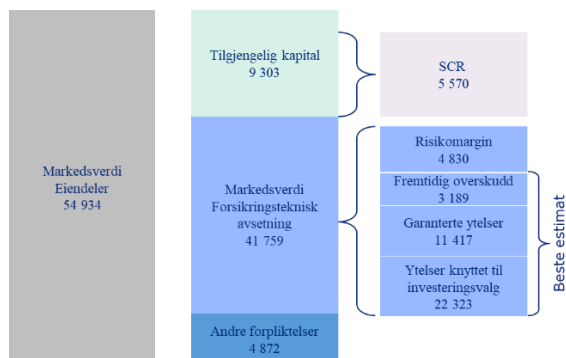 Markedsverdi
Eiendeler
54 934
Tilgjengelig kapital
9 303
Markedsverdi
Forsikringsteknisk
avsetning
41 759
Andre forpliktelser
4 872
SCR
5 570
Risikomargin
4 830
Fremtidig overskudd
3 189
Garanterte ytelser
11 417
Ytelser knyttet til
investeringsvalg
22 323
Beste estimat